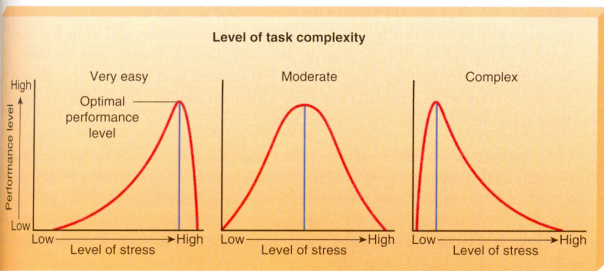 Level of task complexity
Very easy
Moderate
Complex
High
Optimal
performance
level
Performance level
Low
Low
High
Level of stress
Low
High
Level of stress
Low
High
Level of stress